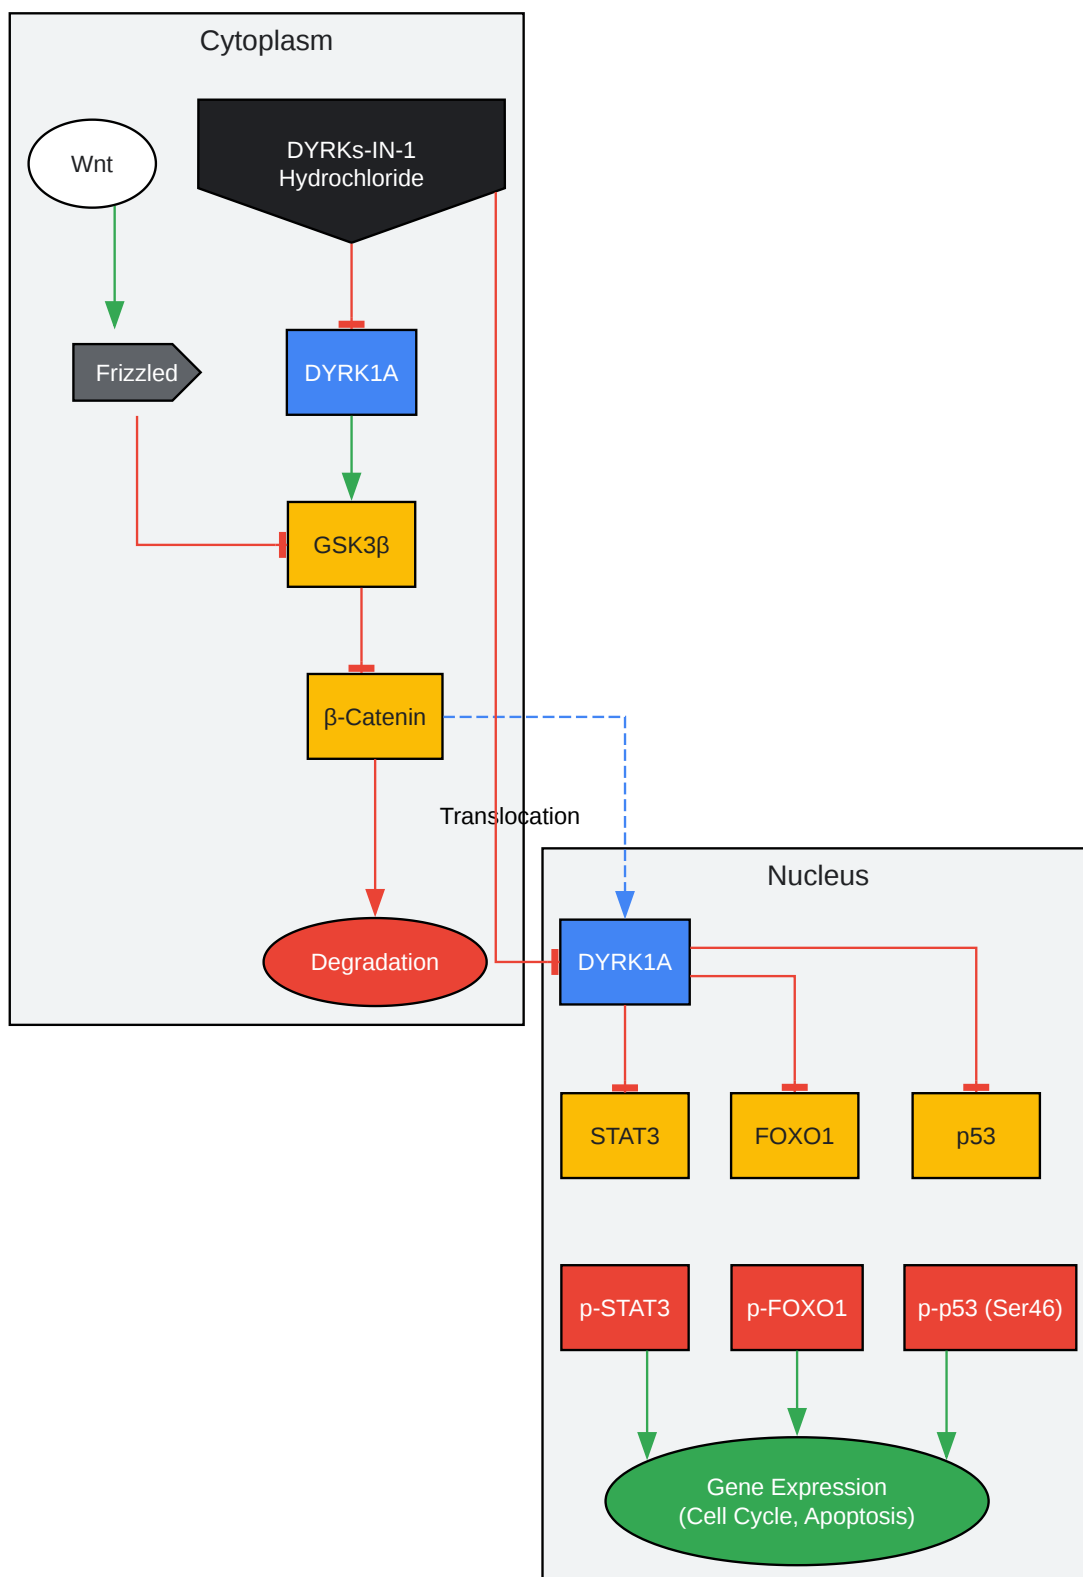 Cytoplasm
Wnt
DYRKs-IN-1
Hydrochloride
Frizzled
DYRK1A
GSK3β
β-Catenin
Translocation
Degradation
Nucleus
DYRK1A
STAT3
FOXO1
p53
p-STAT3
p-FOXO1
p-p53 (Ser46)
Gene Expression
(Cell Cycle, Apoptosis)